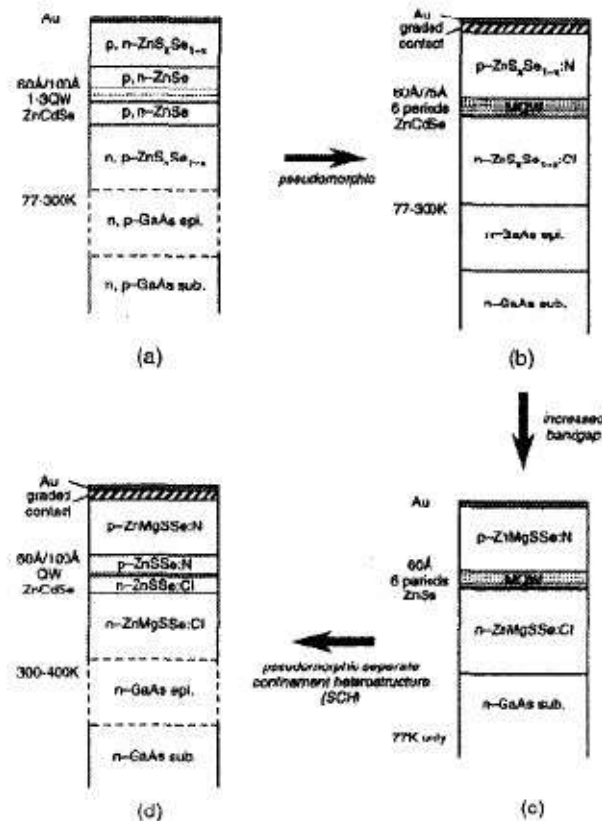 Au
p, n–ZnSₓSe₁₋ₓ
p, n–ZnSe
60Å/100Å
1-3QW
ZnCdSe
p, n–ZnSe
n, p–ZnSₓSe₁₋ₓ
77-300K
n, p–GaAs epi.
n, p–GaAs sub.
(a)
pseudomorphic
Au
graded
contact
p–ZnSₓSe₁₋ₓ:N
60Å/75Å
6 periods
ZnCdSe
MQW
n–ZnSₓSe₁₋ₓ:Cl
77-300K
n–GaAs epi.
n–GaAs sub.
(b)
increased
bandgap
Au
p–ZnMgSSe:N
60Å
6 periods
ZnSe
MQW
n–ZnMgSSe:Cl
n–GaAs sub.
77K only
(c)
pseudomorphic separate
confinement heterostructure
(SCH)
Au
graded
contact
p–ZnMgSSe:N
60Å/100Å
QW
ZnCdSe
p–ZnSSe:N
n–ZnSSe:Cl
n–ZnMgSSe:Cl
300-400K
n–GaAs epi.
n–GaAs sub.
(d)